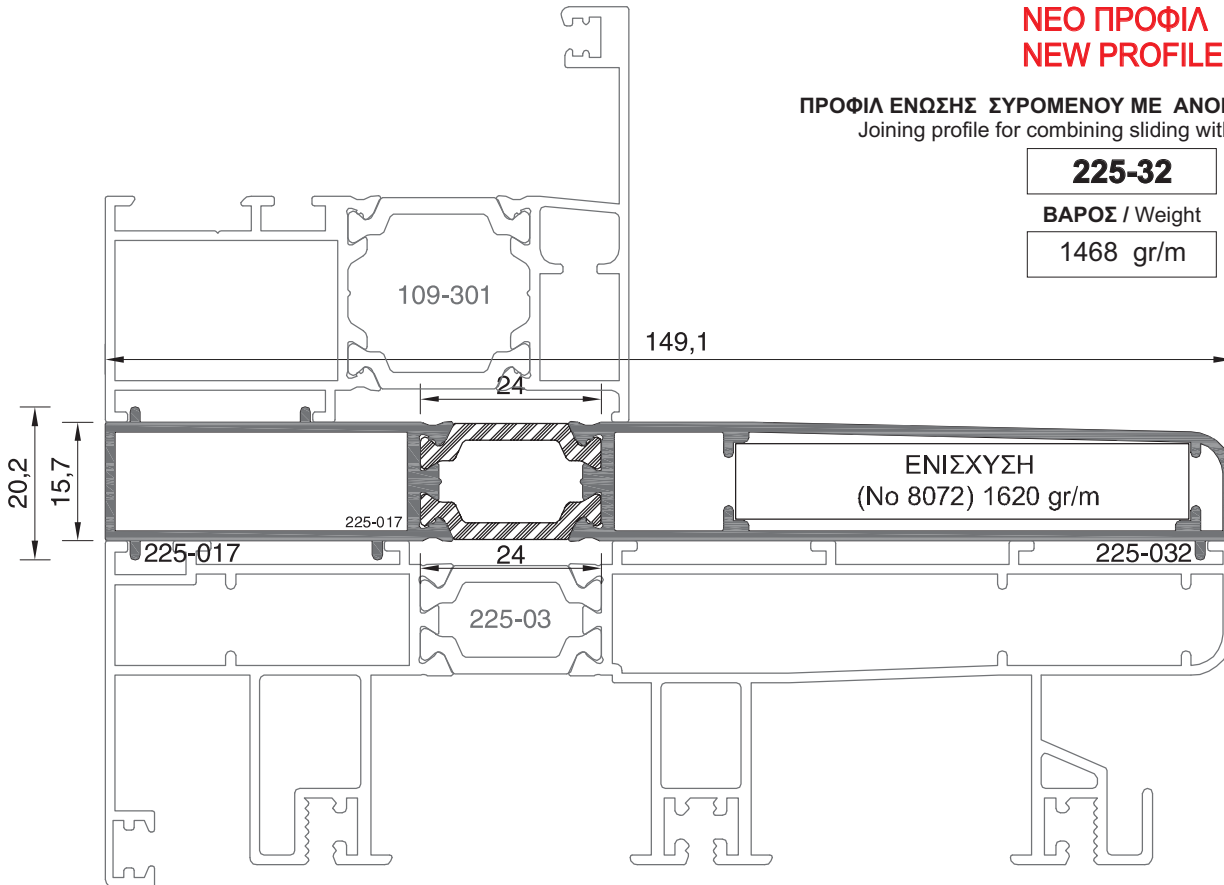 ΝΕΟ ΠΡΟΦΙΛ
NEW PROFILE
ΠΡΟΦΙΛ ΕΝΩΣΗΣ ΣΥΡΟΜΕΝΟΥ ΜΕ
Joining profile for combining sliding
225-32
ΒΑΡΟΣ / Weight
1468 gr/m
109-301
149,1
24
20,2
15,7
ΕΝΙΣΧΥΣΗ
(No 8072) 1620 gr/m
225-017
225-017
24
225-032
225-03